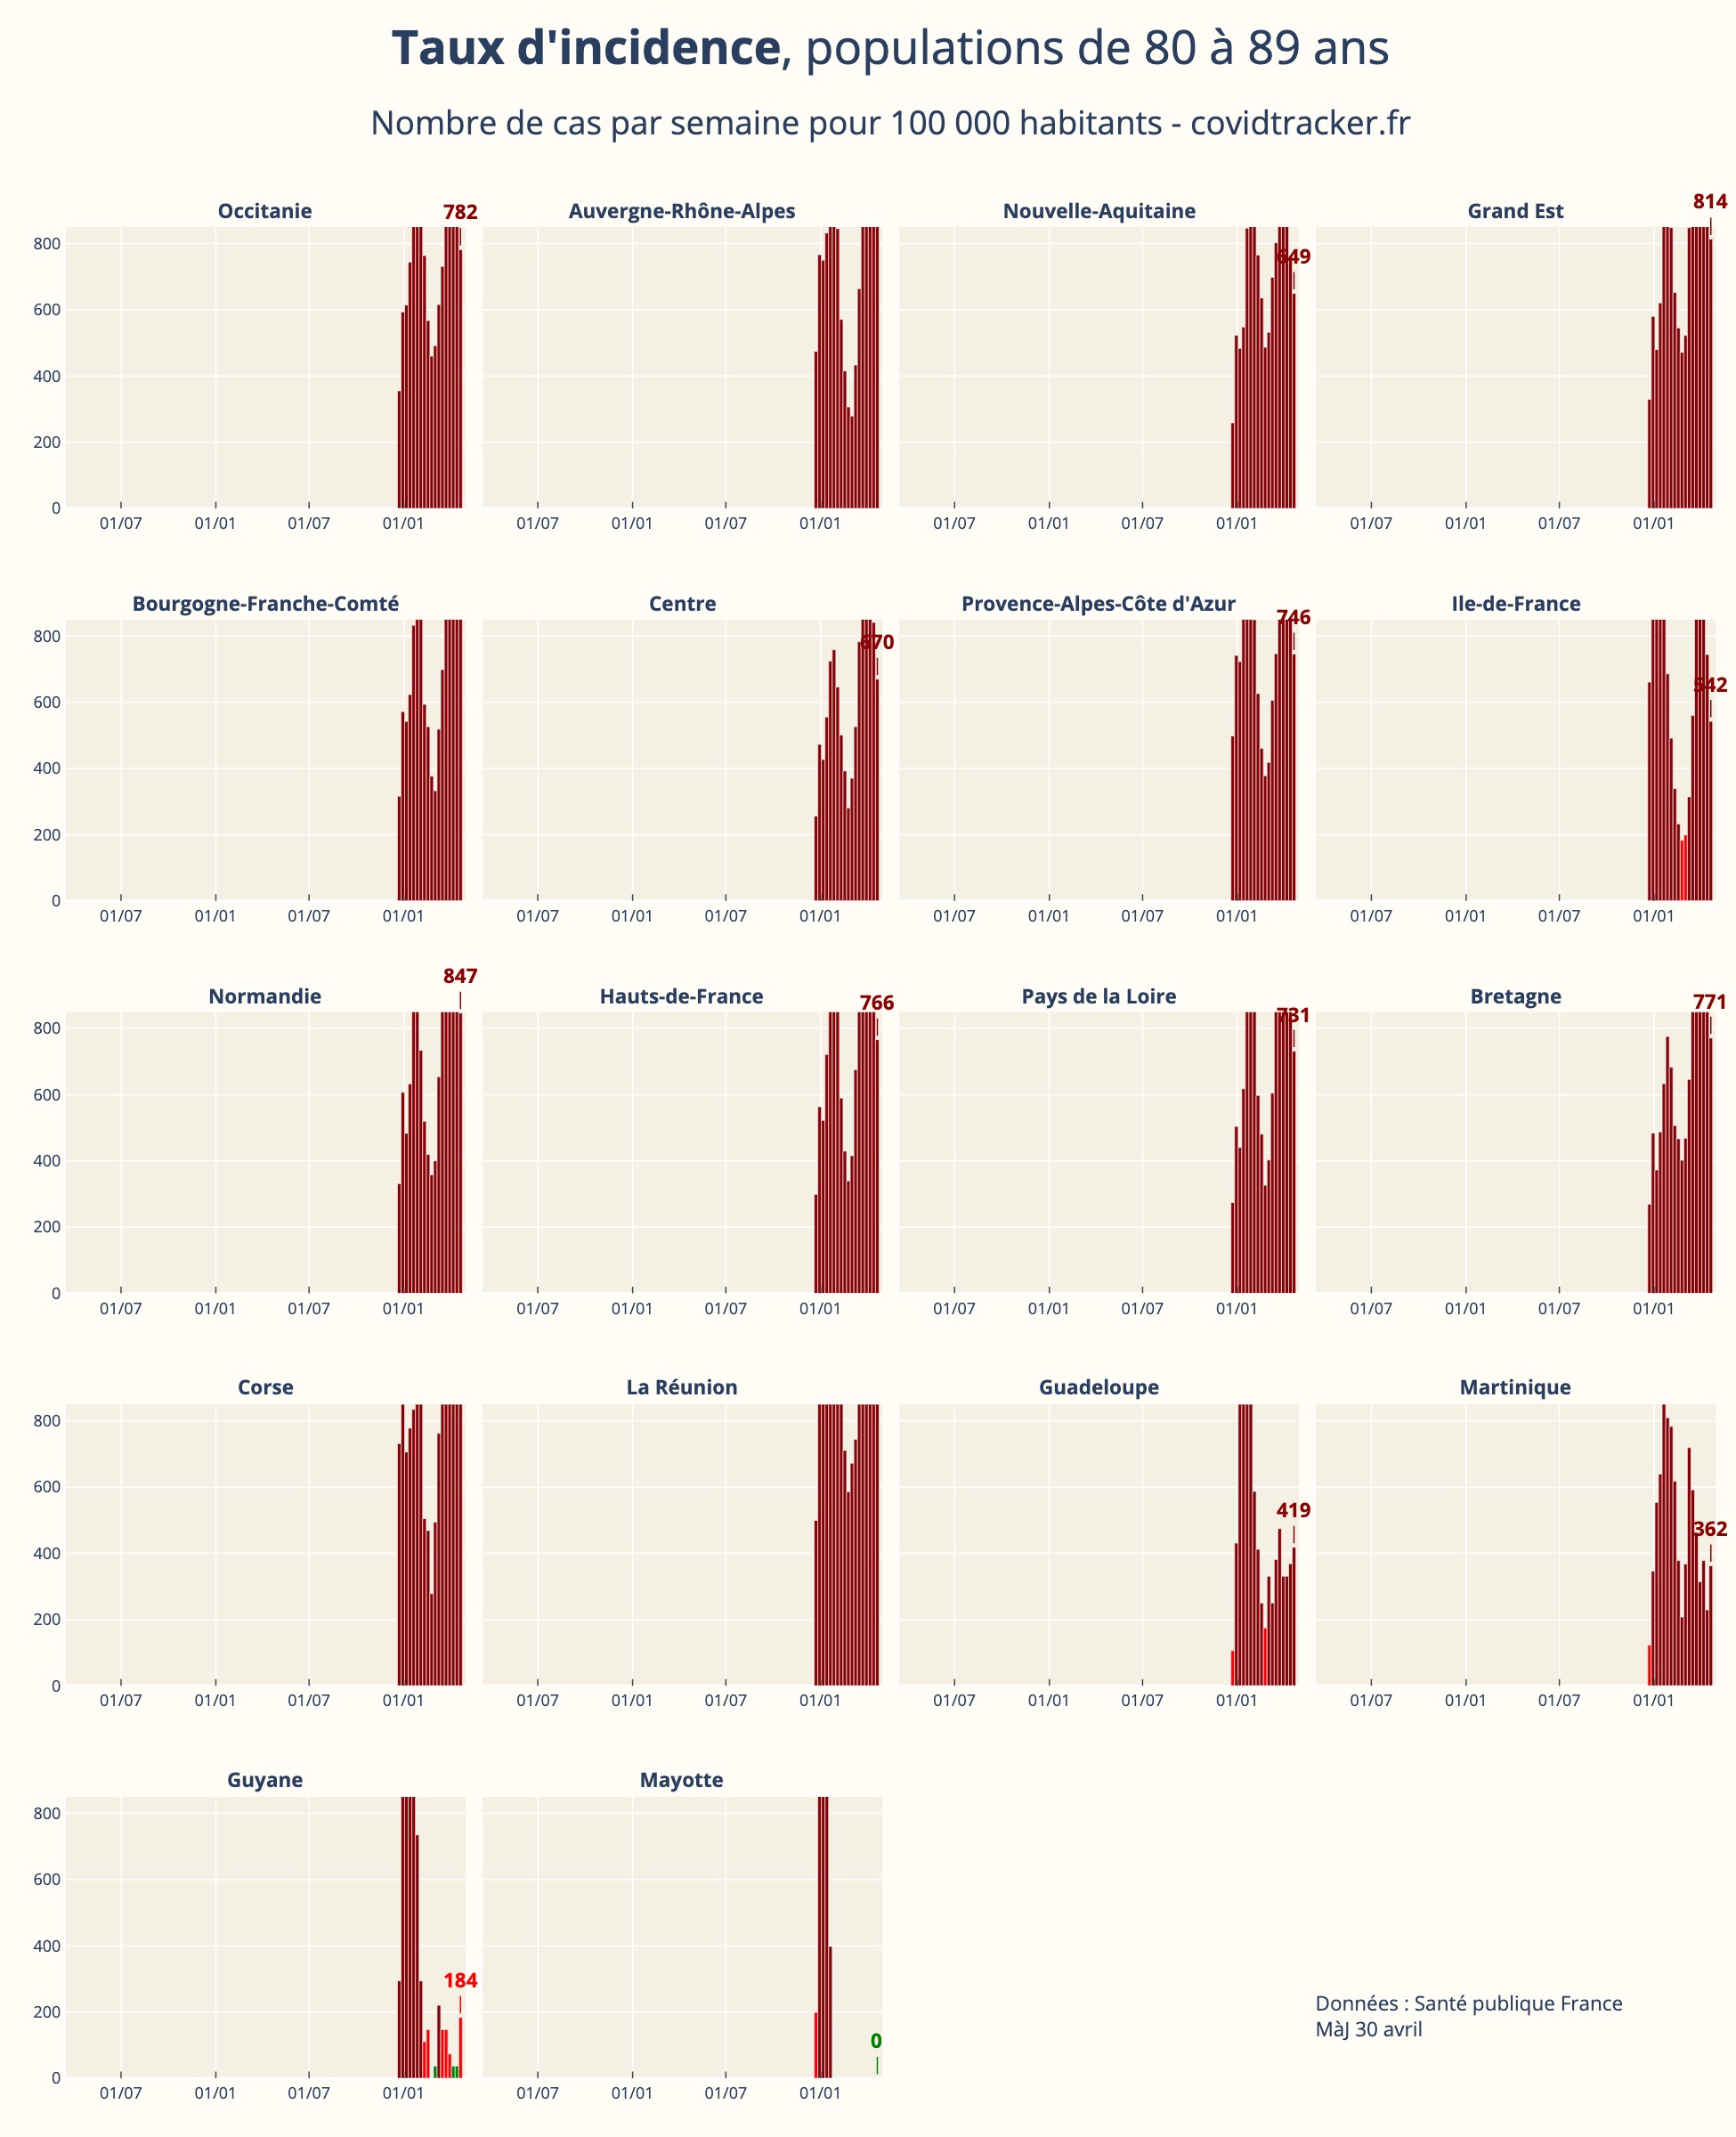 Taux d'incidence, populations de 80 à 89 ans
Nombre de cas par semaine pour 100 000 habitants - covidtracker.fr
Occitanie
782
Auvergne-Rhône-Alpes
Nouvelle-Aquitaine
649
Grand Est
814
800
600
400
200
0
01/07 01/01 01/07 01/01
01/07 01/01 01/07 01/01
01/07 01/01 01/07 01/01
01/07 01/01 01/07 01/01
Bourgogne-Franche-Comté
Centre
670
Provence-Alpes-Côte d'Azur
746
Ile-de-France
542
800
600
400
200
0
01/07 01/01 01/07 01/01
01/07 01/01 01/07 01/01
01/07 01/01 01/07 01/01
01/07 01/01 01/07 01/01
Normandie
847
Hauts-de-France
766
Pays de la Loire
731
Bretagne
771
800
600
400
200
0
01/07 01/01 01/07 01/01
01/07 01/01 01/07 01/01
01/07 01/01 01/07 01/01
01/07 01/01 01/07 01/01
Corse
La Réunion
Guadeloupe
419
Martinique
362
800
600
400
200
0
01/07 01/01 01/07 01/01
01/07 01/01 01/07 01/01
01/07 01/01 01/07 01/01
01/07 01/01 01/07 01/01
Guyane
184
Mayotte
0
800
600
400
200
0
01/07 01/01 01/07 01/01
01/07 01/01 01/07 01/01
Données : Santé publique France
MàJ 30 avril